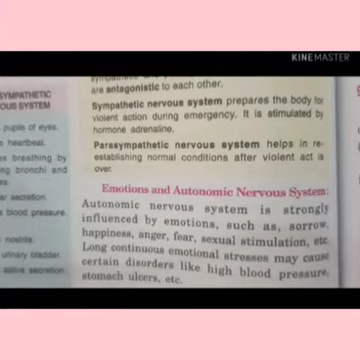 KINEMASTER
SYMPATHETIC
OUS SYSTEM
pupils of eyes.
heartbeat.
breathing by
bronchi and
secretion.
blood pressure,
nostrils.
urinary bladder.
saliva secretion.
are antagonistic to each other.
Sympathetic nervous system prepares the body for
violent action during emergency. It is stimulated by
hormone adrenaline.
Parasympathetic nervous system helps in re-
establishing normal conditions after violent act is
over.
Emotions and Autonomic Nervous System:
Autonomic nervous system is strongly
influenced by emotions, such as, sorrow,
happiness, anger, fear, sexual stimulation, etc.
Long continuous emotional stresses may cause
certain disorders like high blood pressure,
stomach ulcers, etc.